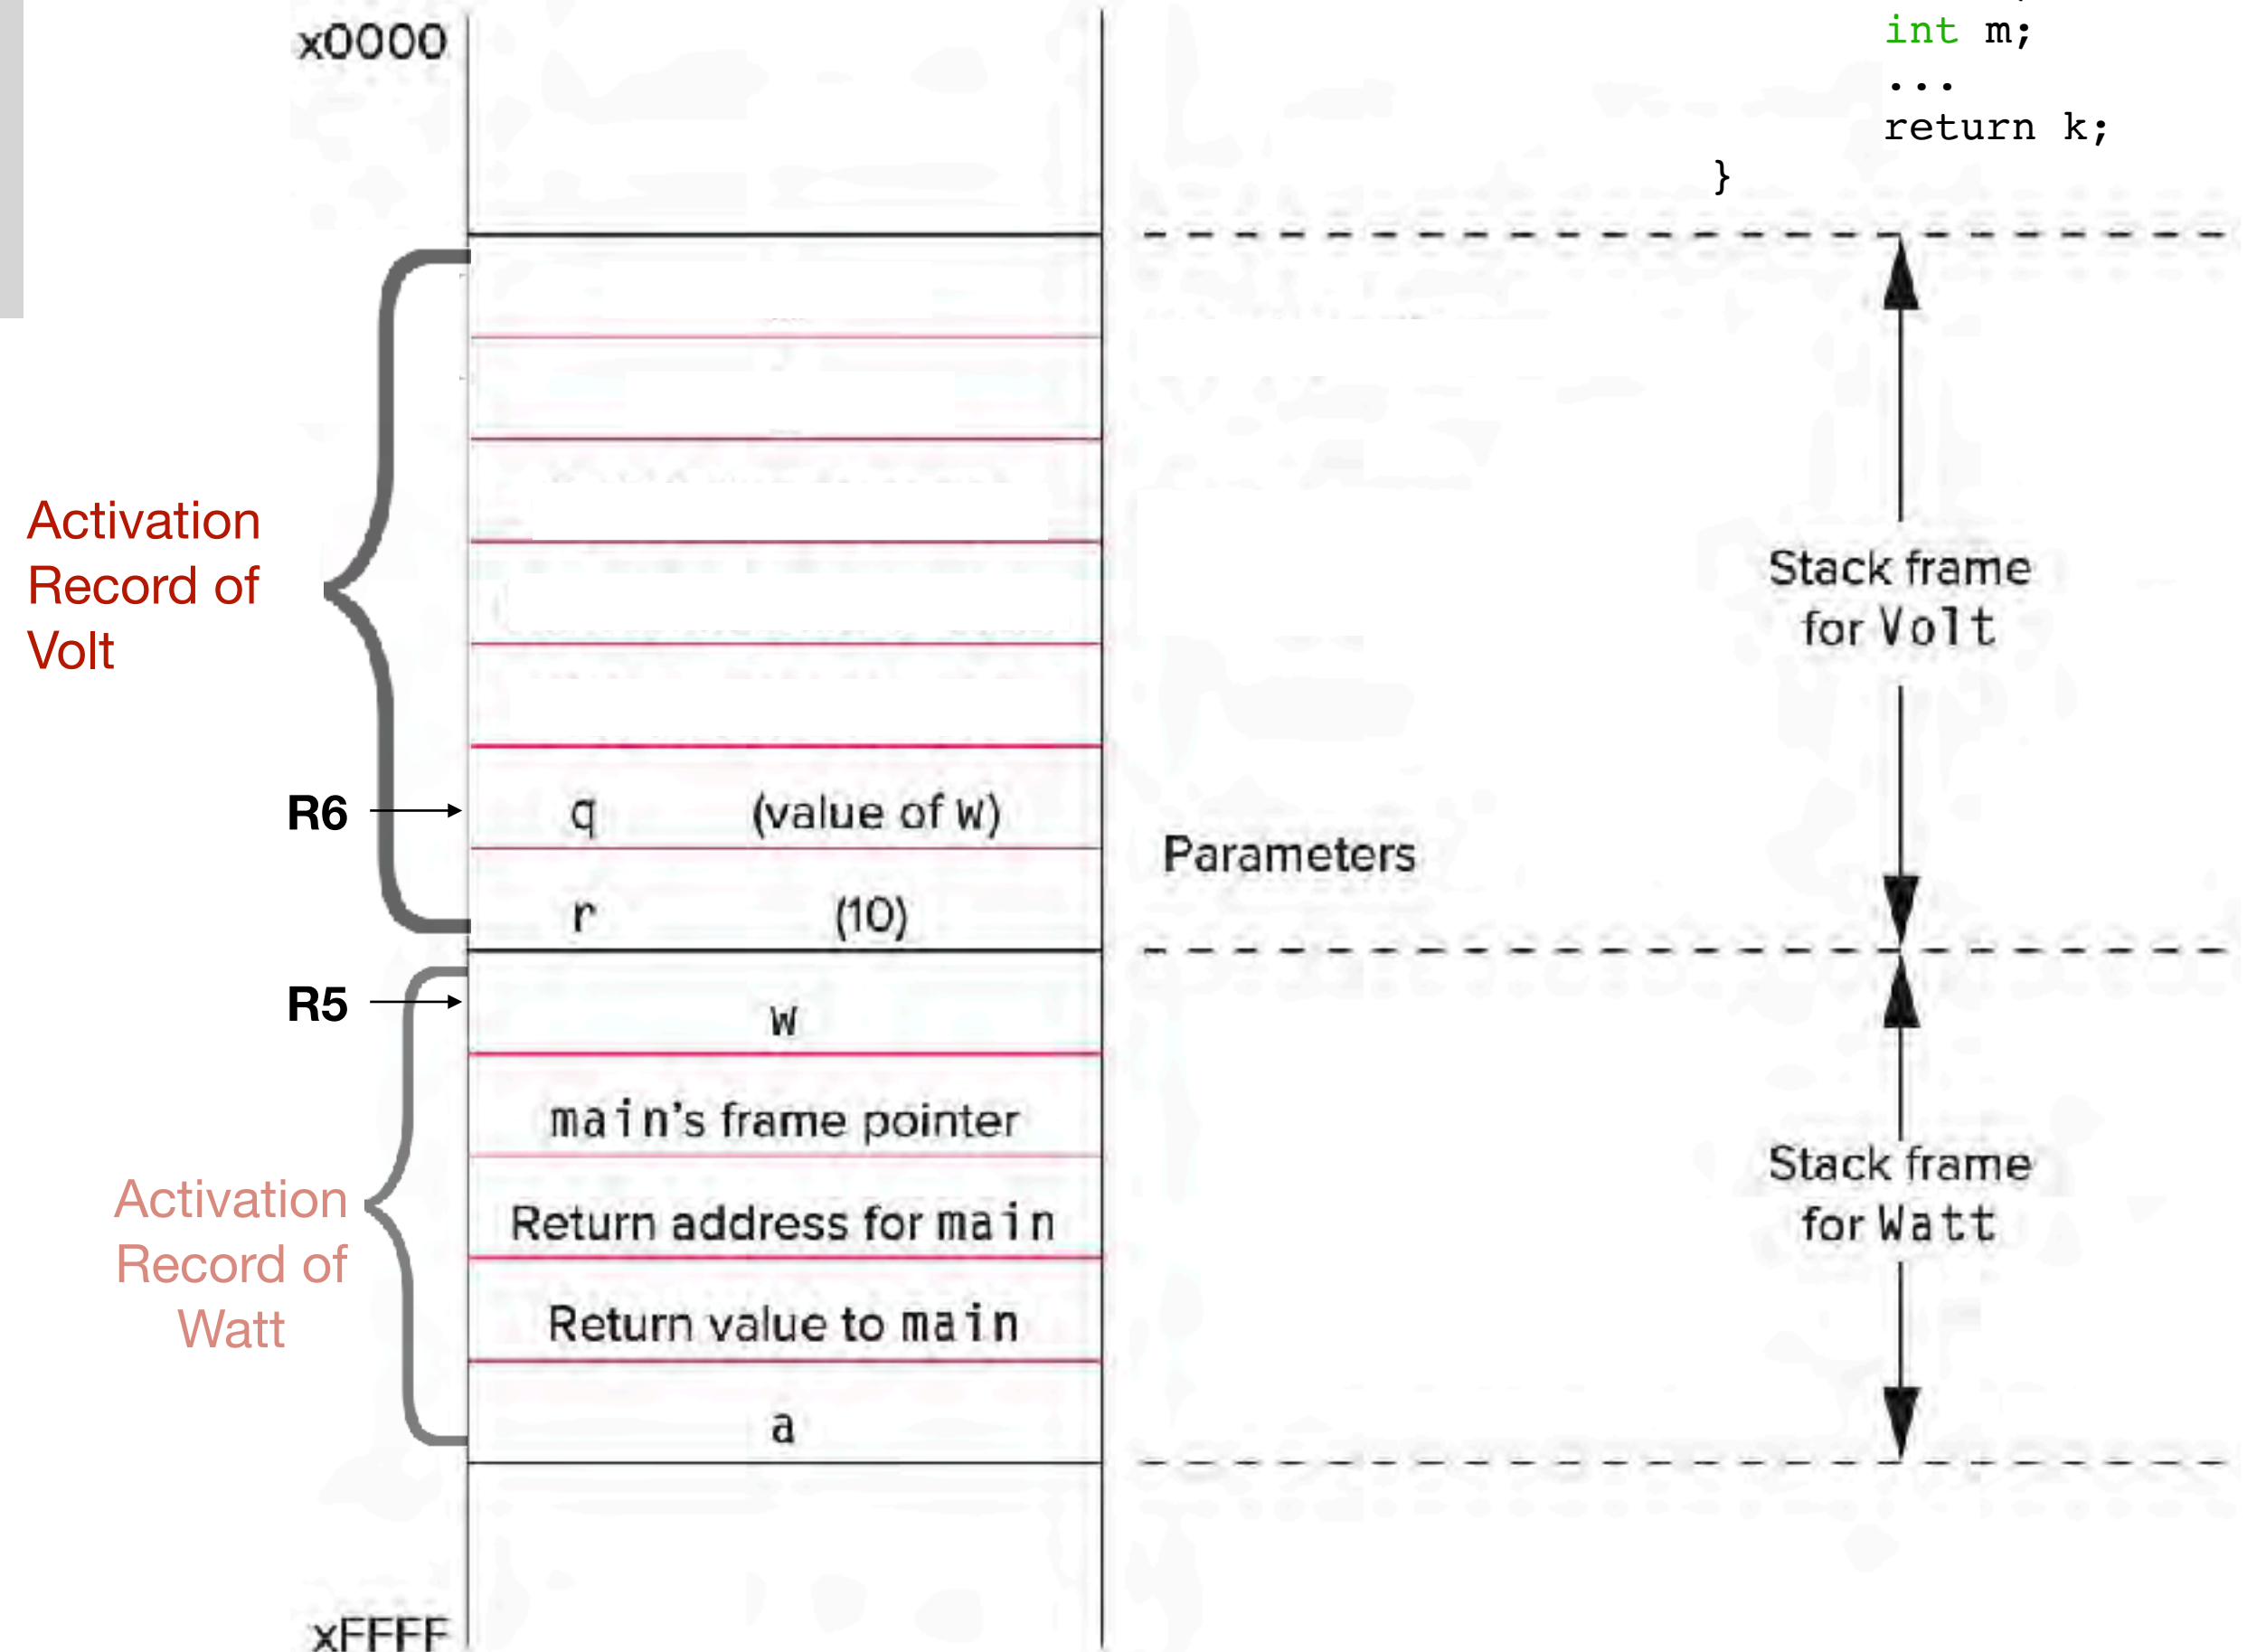 x0000
int m;
...
return k;
}
Activation
Record of
Volt
Stack frame
for Volt
R6
q (value of w)
Parameters
r (10)
R5
w
main's frame pointer
Return address for main
Return value to main
a
Activation
Record of
Watt
Stack frame
for Watt
xFFFF